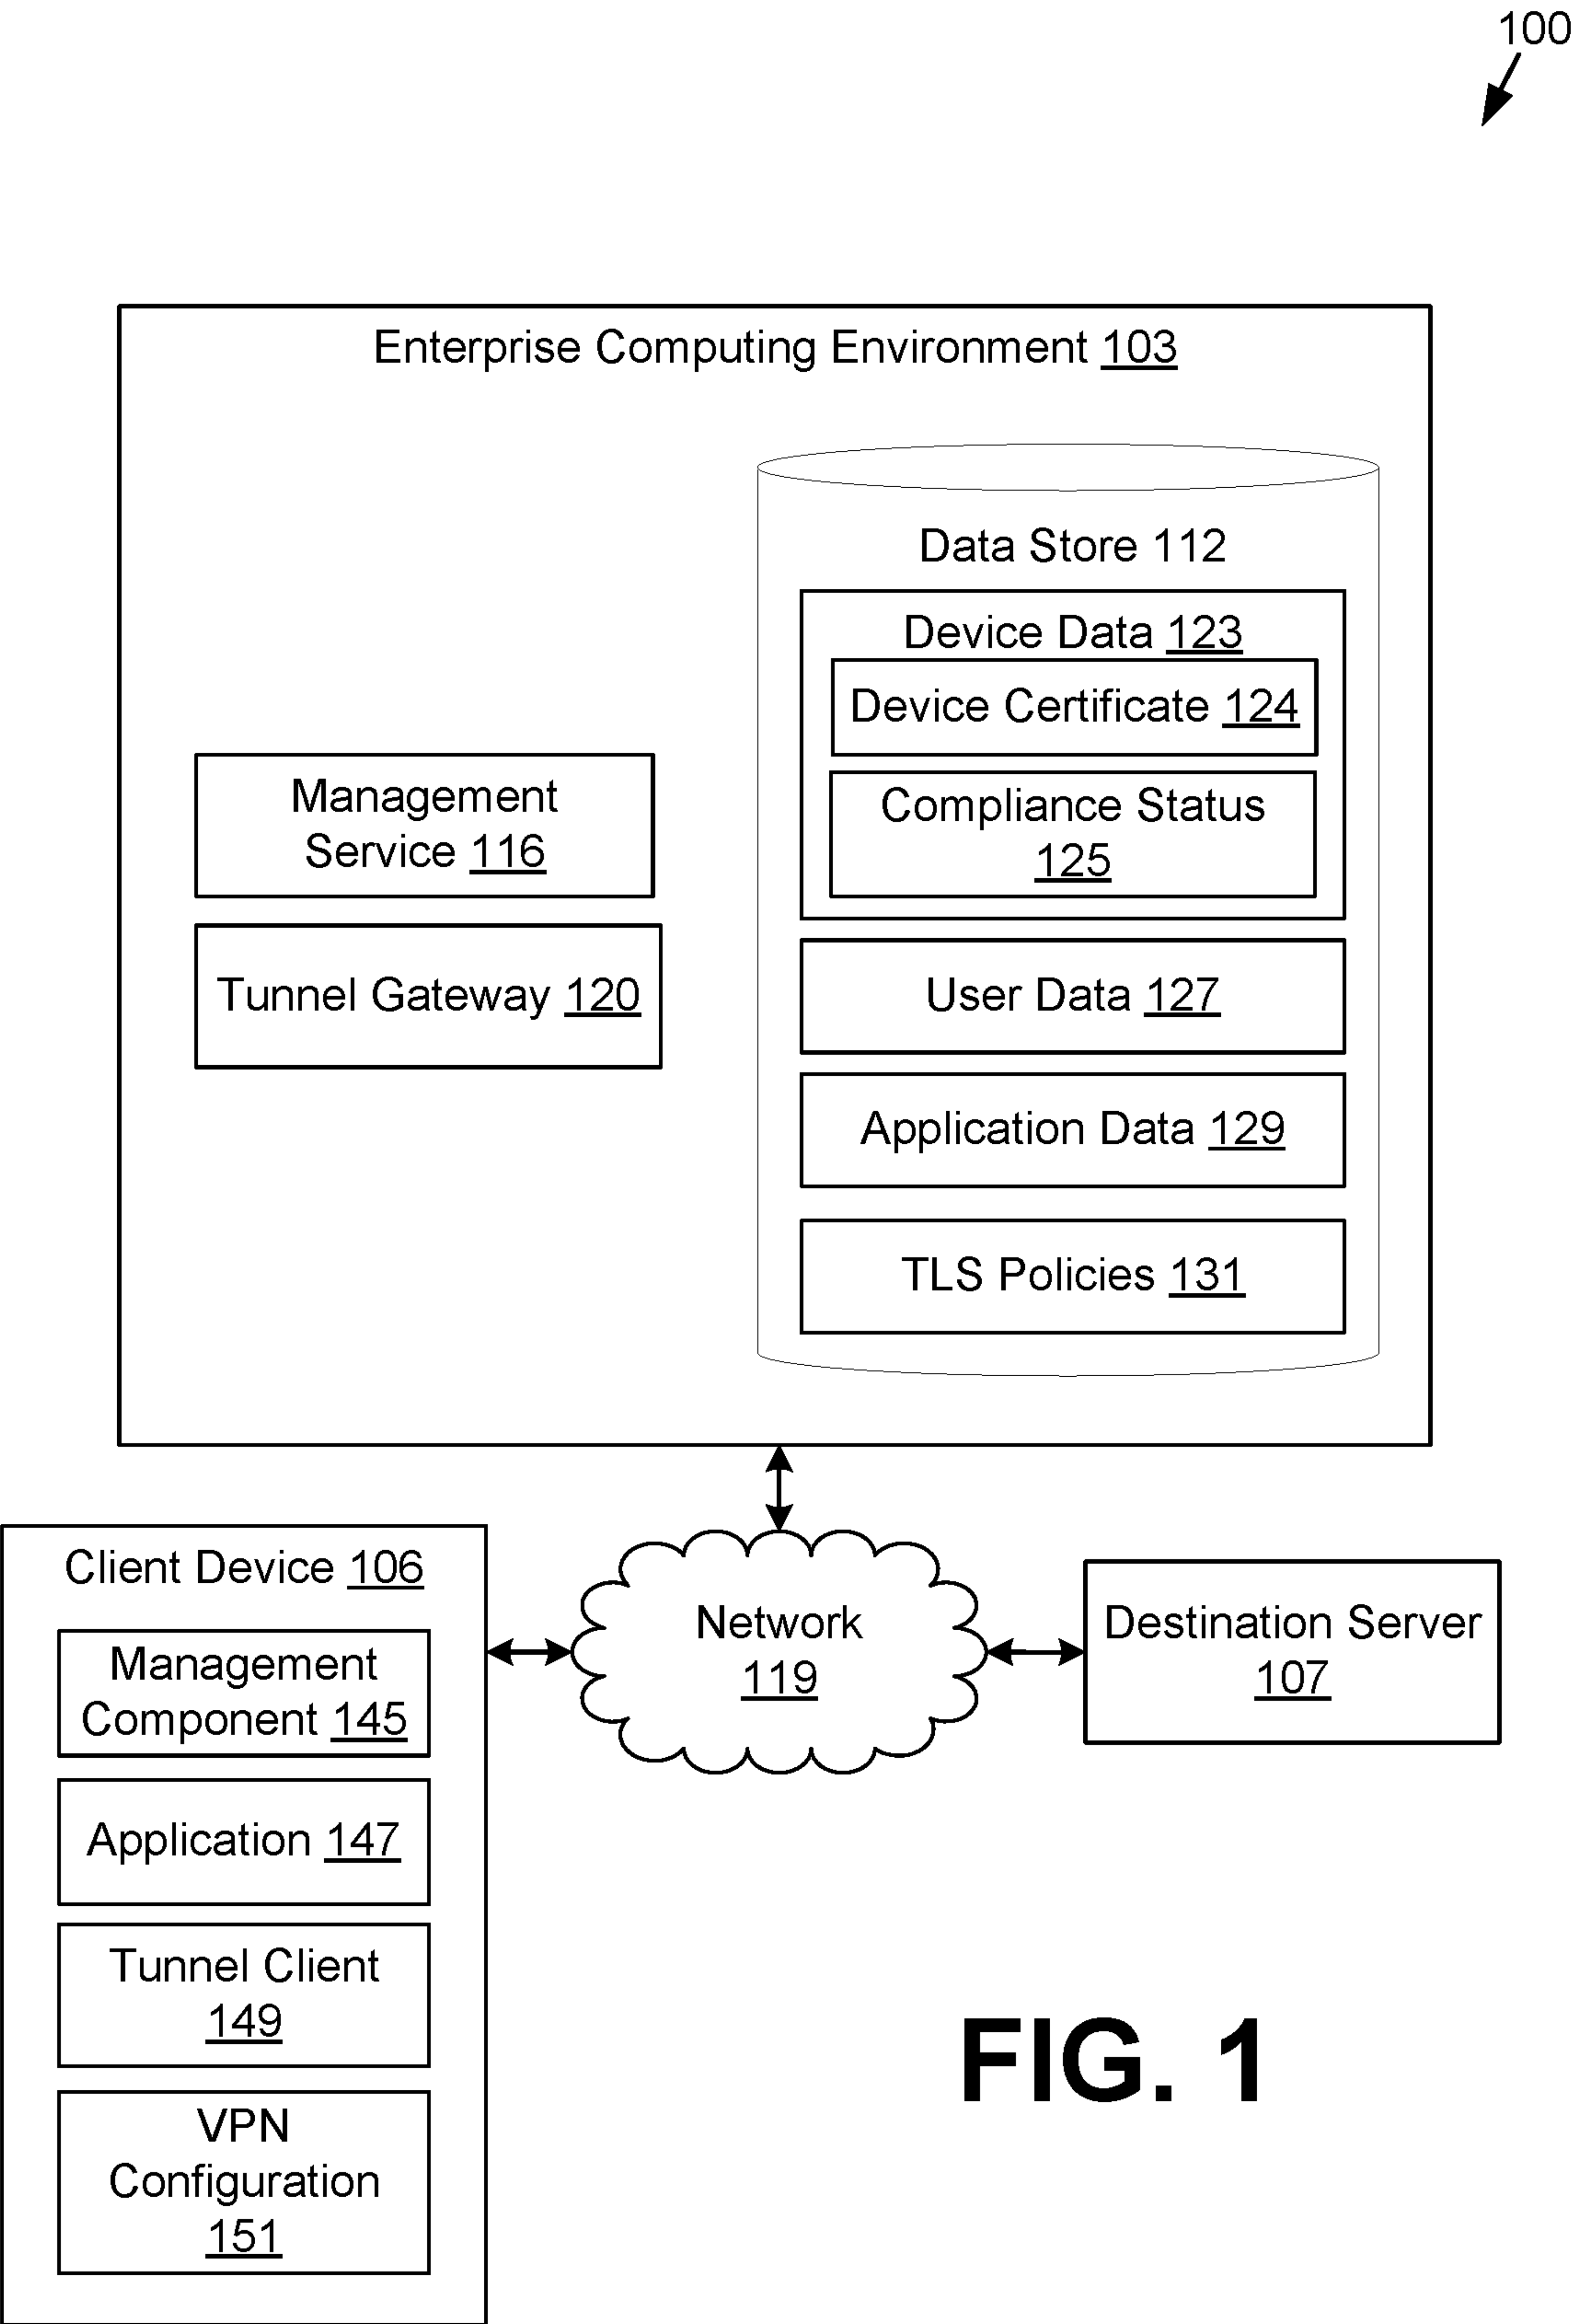 100
Enterprise Computing Environment 103
Data Store 112
Device Data 123
Device Certificate 124
Compliance Status
125
Management
Service 116
Tunnel Gateway 120
User Data 127
Application Data 129
TLS Policies 131
Client Device 106
Management
Component 145
Application 147
Tunnel Client
149
VPN
Configuration
151
Network
119
Destination Server
107
FIG. 1